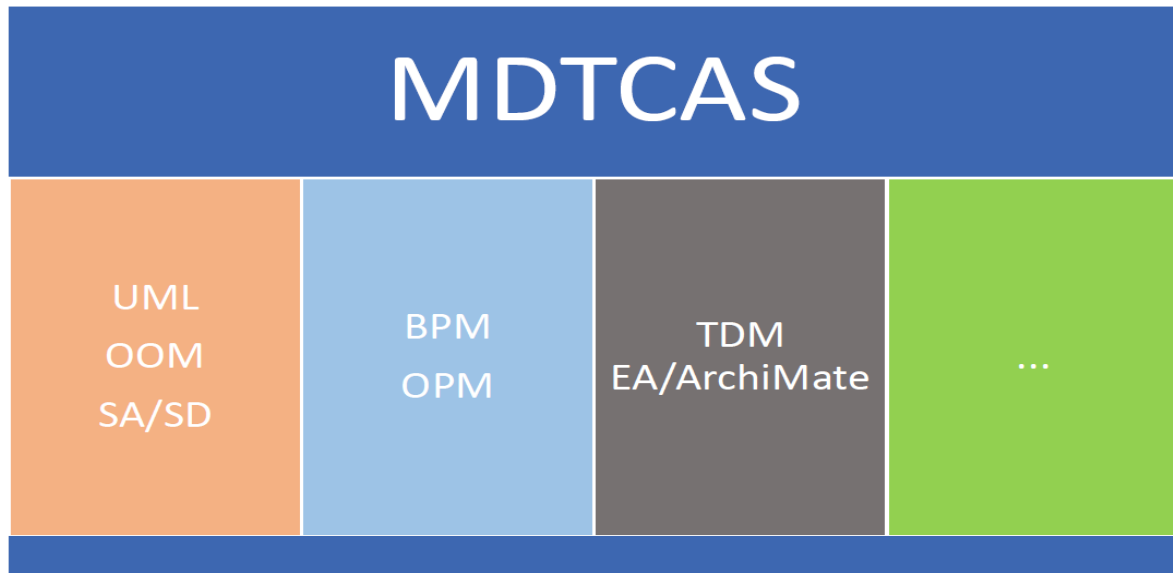 MDTCAS
UML
OOM
SA/SD
BPM
OPM
TDM
EA/ArchiMate
...